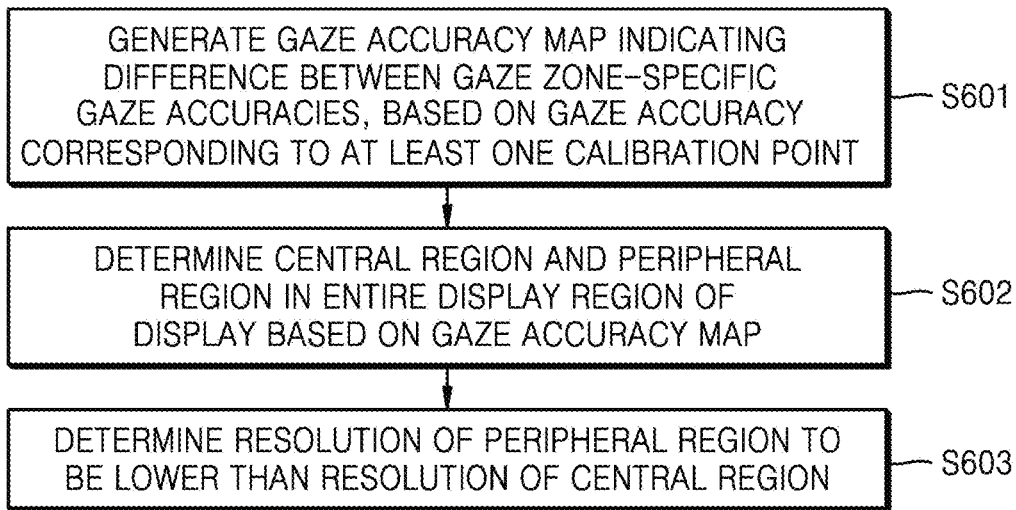 GENERATE GAZE ACCURACY MAP INDICATING
DIFFERENCE BETWEEN GAZE ZONE-SPECIFIC
GAZE ACCURACIES, BASED ON GAZE ACCURACY
CORRESPONDING TO AT LEAST ONE CALIBRATION POINT
S601
DETERMINE CENTRAL REGION AND PERIPHERAL
REGION IN ENTIRE DISPLAY REGION OF
DISPLAY BASED ON GAZE ACCURACY MAP
S602
DETERMINE RESOLUTION OF PERIPHERAL REGION TO
BE LOWER THAN RESOLUTION OF CENTRAL REGION
S603